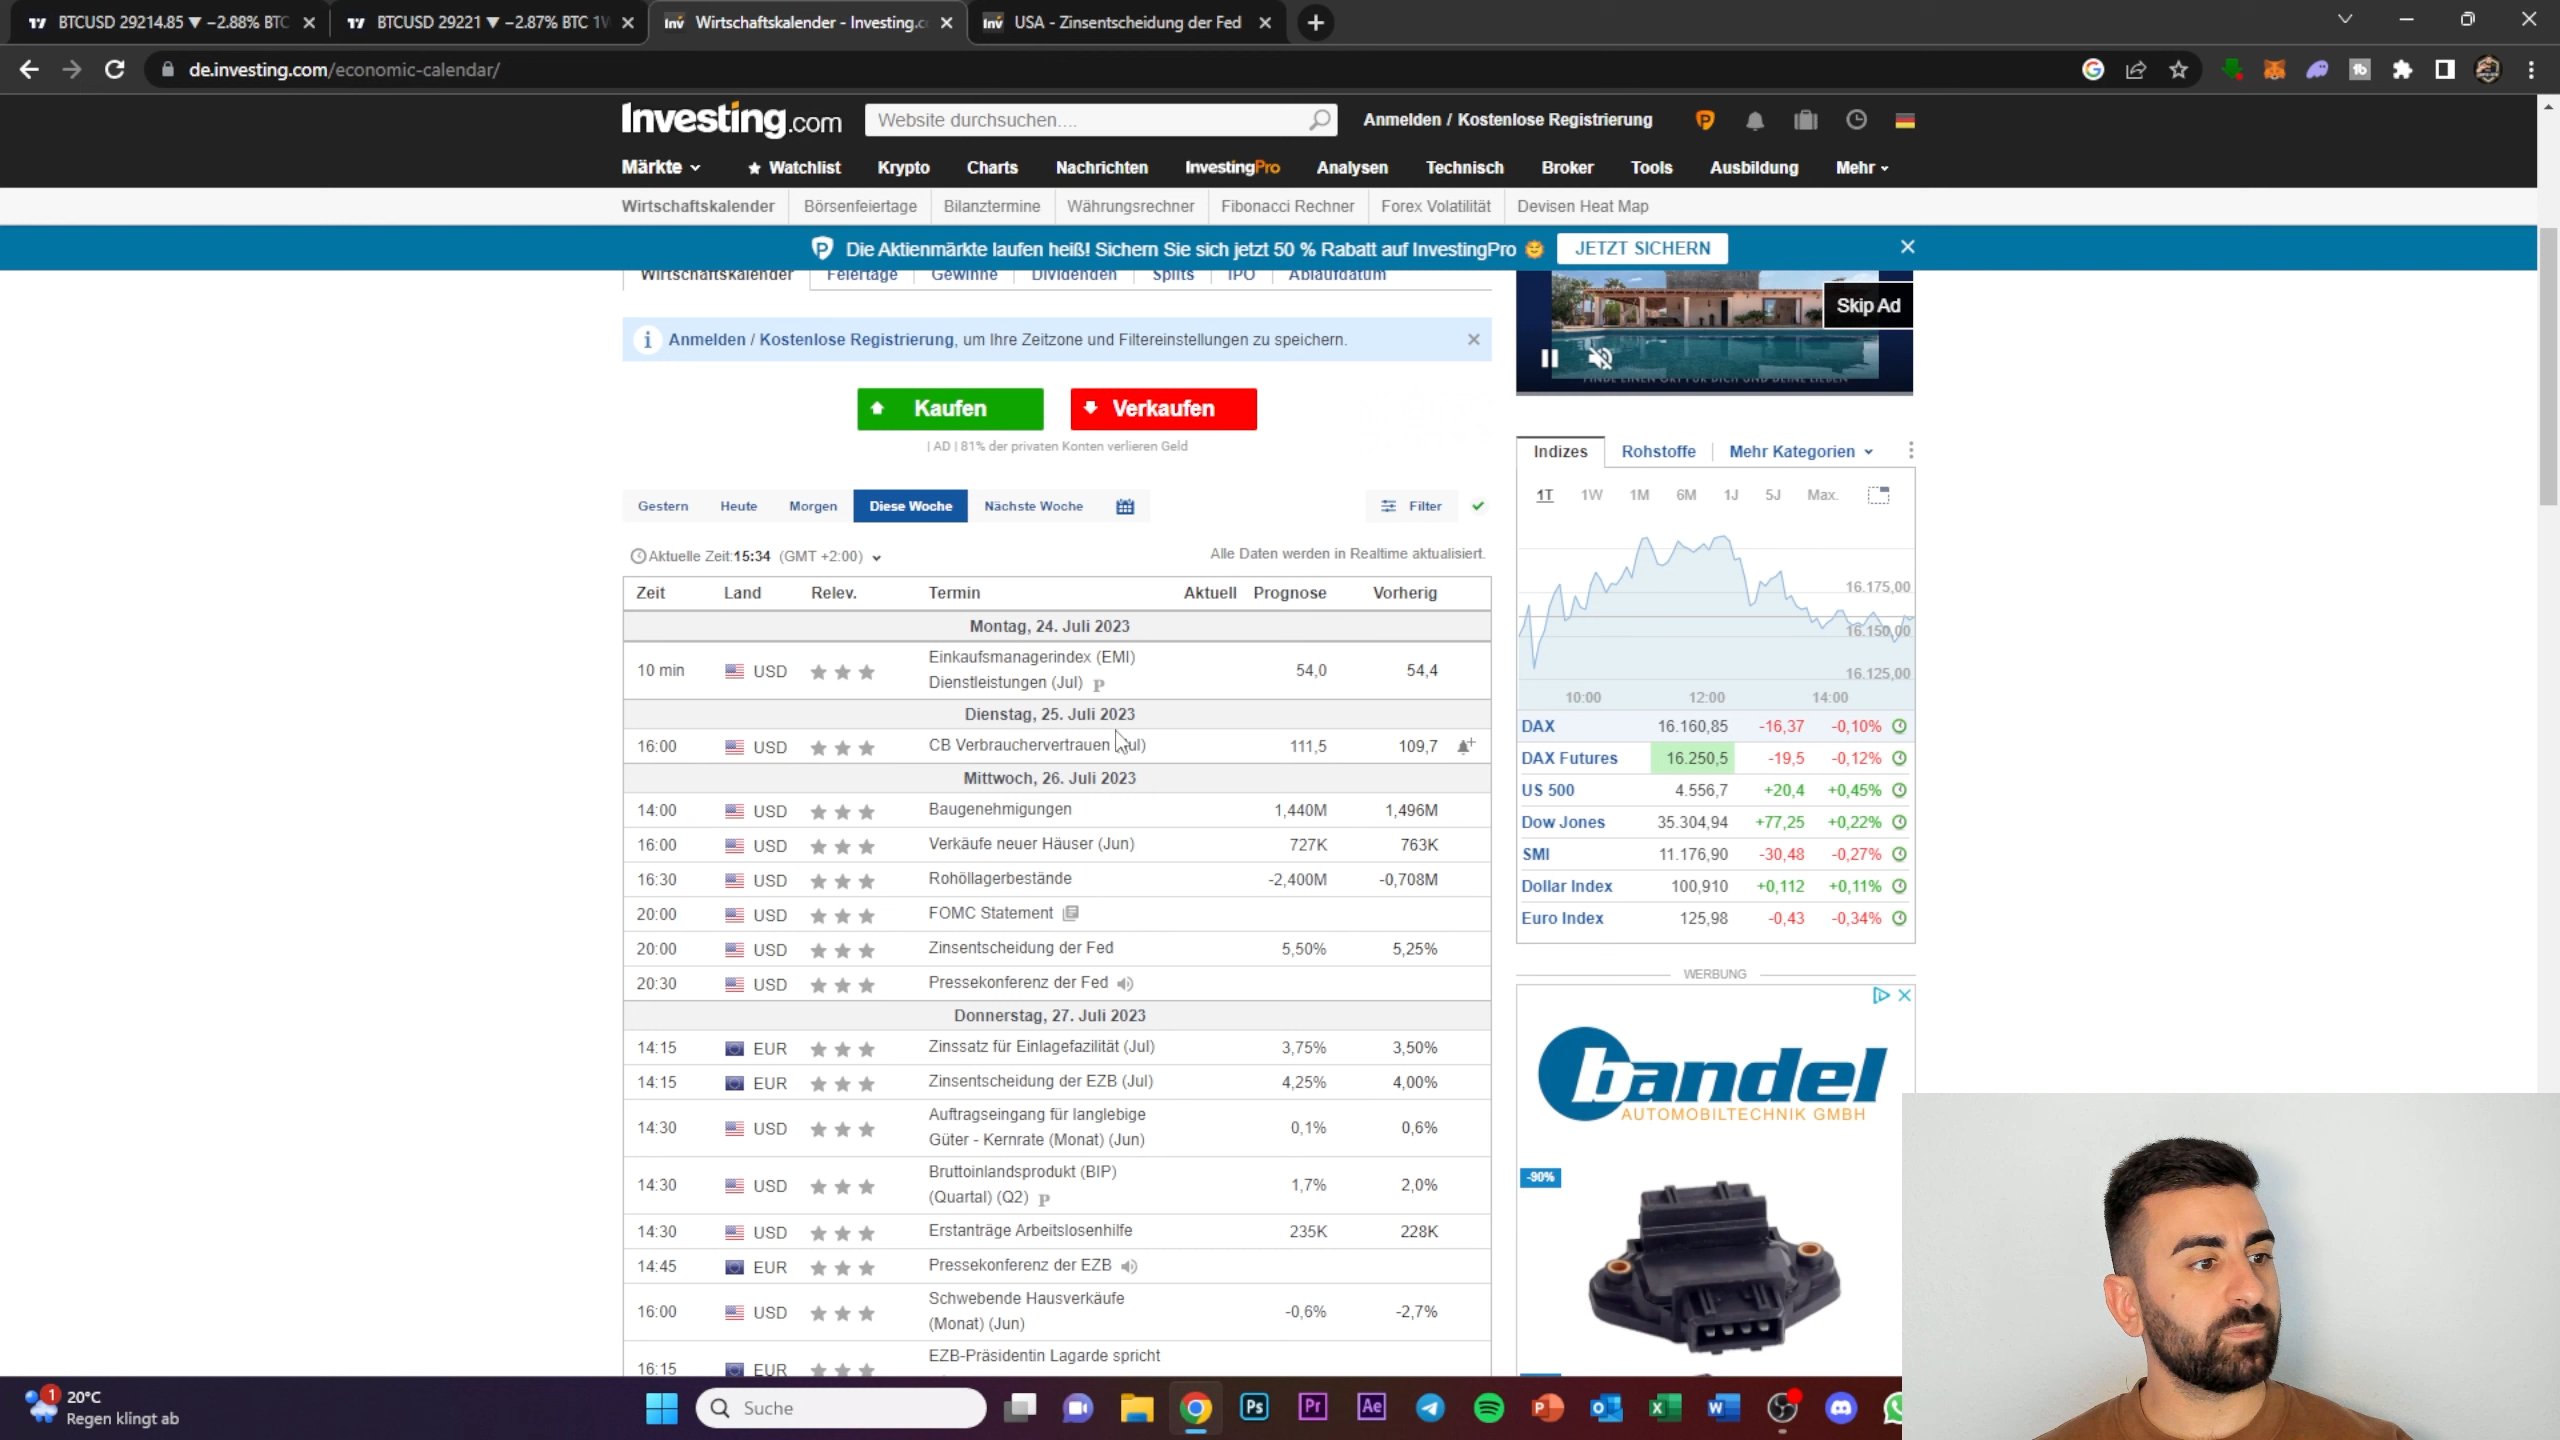 BTCUSD 29214.85 ▼ −2.88% BTC
BTCUSD 29221 ▼ −2.87% BTC 1W
Wirtschaftskalender - Investing.c
USA - Zinsentscheidung der Fed
de.investing.com/economic-calendar/
Investing.com
Website durchsuchen....
Anmelden / Kostenlose Registrierung
Märkte
Watchlist
Krypto
Charts
Nachrichten
InvestingPro
Analysen
Technisch
Broker
Tools
Ausbildung
Mehr
Wirtschaftskalender
Börsenfeiertage
Bilanztermine
Währungsrechner
Fibonacci Rechner
Forex Volatilität
Devisen Heat Map
Die Aktienmärkte laufen heiß! Sichern Sie sich jetzt 50 % Rabatt auf InvestingPro
JETZT SICHERN
Wirtschaftskalender
Feiertage
Gewinne
Dividenden
Splits
IPO
Ablaufdatum
Anmelden / Kostenlose Registrierung, um Ihre Zeitzone und Filtereinstellungen zu speichern.
Kaufen
Verkaufen
| AD | 81% der privaten Konten verlieren Geld
Gestern
Heute
Morgen
Diese Woche
Nächste Woche
Filter
Aktuelle Zeit:15:34 (GMT +2:00)
Alle Daten werden in Realtime aktualisiert.
Zeit Land Relev. Termin Aktuell Prognose Vorherig
Montag, 24. Juli 2023
10 min USD Einkaufsmanagerindex (EMI) 54,0 54,4
Dienstleistungen (Jul) P
Dienstag, 25. Juli 2023
16:00 USD CB Verbrauchervertrauen (Jul) 111,5 109,7
Mittwoch, 26. Juli 2023
14:00 USD Baugenehmigungen 1,440M 1,496M
16:00 USD Verkäufe neuer Häuser (Jun) 727K 763K
16:30 USD Rohöllagerbestände -2,400M -0,708M
20:00 USD FOMC Statement
20:00 USD Zinsentscheidung der Fed 5,50% 5,25%
20:30 USD Pressekonferenz der Fed
Donnerstag, 27. Juli 2023
14:15 EUR Zinssatz für Einlagefazilität (Jul) 3,75% 3,50%
14:15 EUR Zinsentscheidung der EZB (Jul) 4,25% 4,00%
14:30 USD Auftragseingang für langlebige 0,1% 0,6%
Güter - Kernrate (Monat) (Jun)
14:30 USD Bruttoinlandsprodukt (BIP) 1,7% 2,0%
(Quartal) (Q2) P
14:30 USD Erstanträge Arbeitslosenhilfe 235K 228K
14:45 EUR Pressekonferenz der EZB
16:00 USD Schwebende Hausverkäufe -0,6% -2,7%
(Monat) (Jun)
16:15 EUR EZB-Präsidentin Lagarde spricht
Skip Ad
Indizes
Rohstoffe
Mehr Kategorien
1T 1W 1M 6M 1J 5J Max.
16.175,00
16.150,00
16.125,00
10:00 12:00 14:00
DAX 16.160,85 -16,37 -0,10%
DAX Futures 16.250,5 -19,5 -0,12%
US 500 4.556,7 +20,4 +0,45%
Dow Jones 35.304,94 +77,25 +0,22%
SMI 11.176,90 -30,48 -0,27%
Dollar Index 100,910 +0,112 +0,11%
Euro Index 125,98 -0,43 -0,34%
WERBUNG
bandel
AUTOMOBILTECHNIK GMBH
-90%
1
20°C
Regen klingt ab
Suche
Ps
Pr
Ae